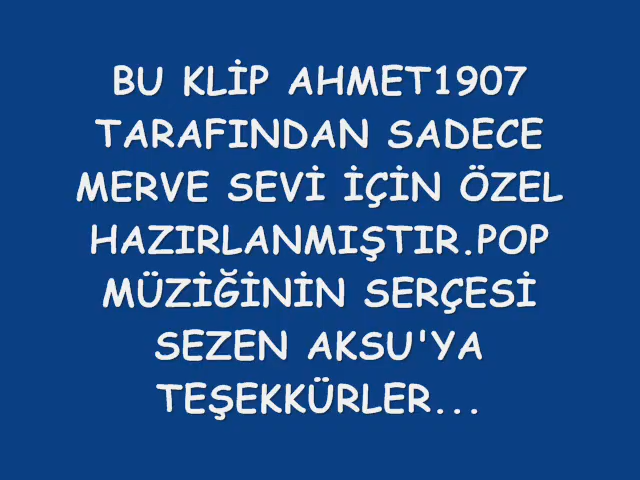 BU KLİP AHMET1907
TARAFINDAN SADECE
MERVE SEVİ İÇİN ÖZEL
HAZIRLANMIŞTIR.POP
MÜZİĞİNİN SERÇESİ
SEZEN AKSU'YA
TEŞEKKÜRLER...